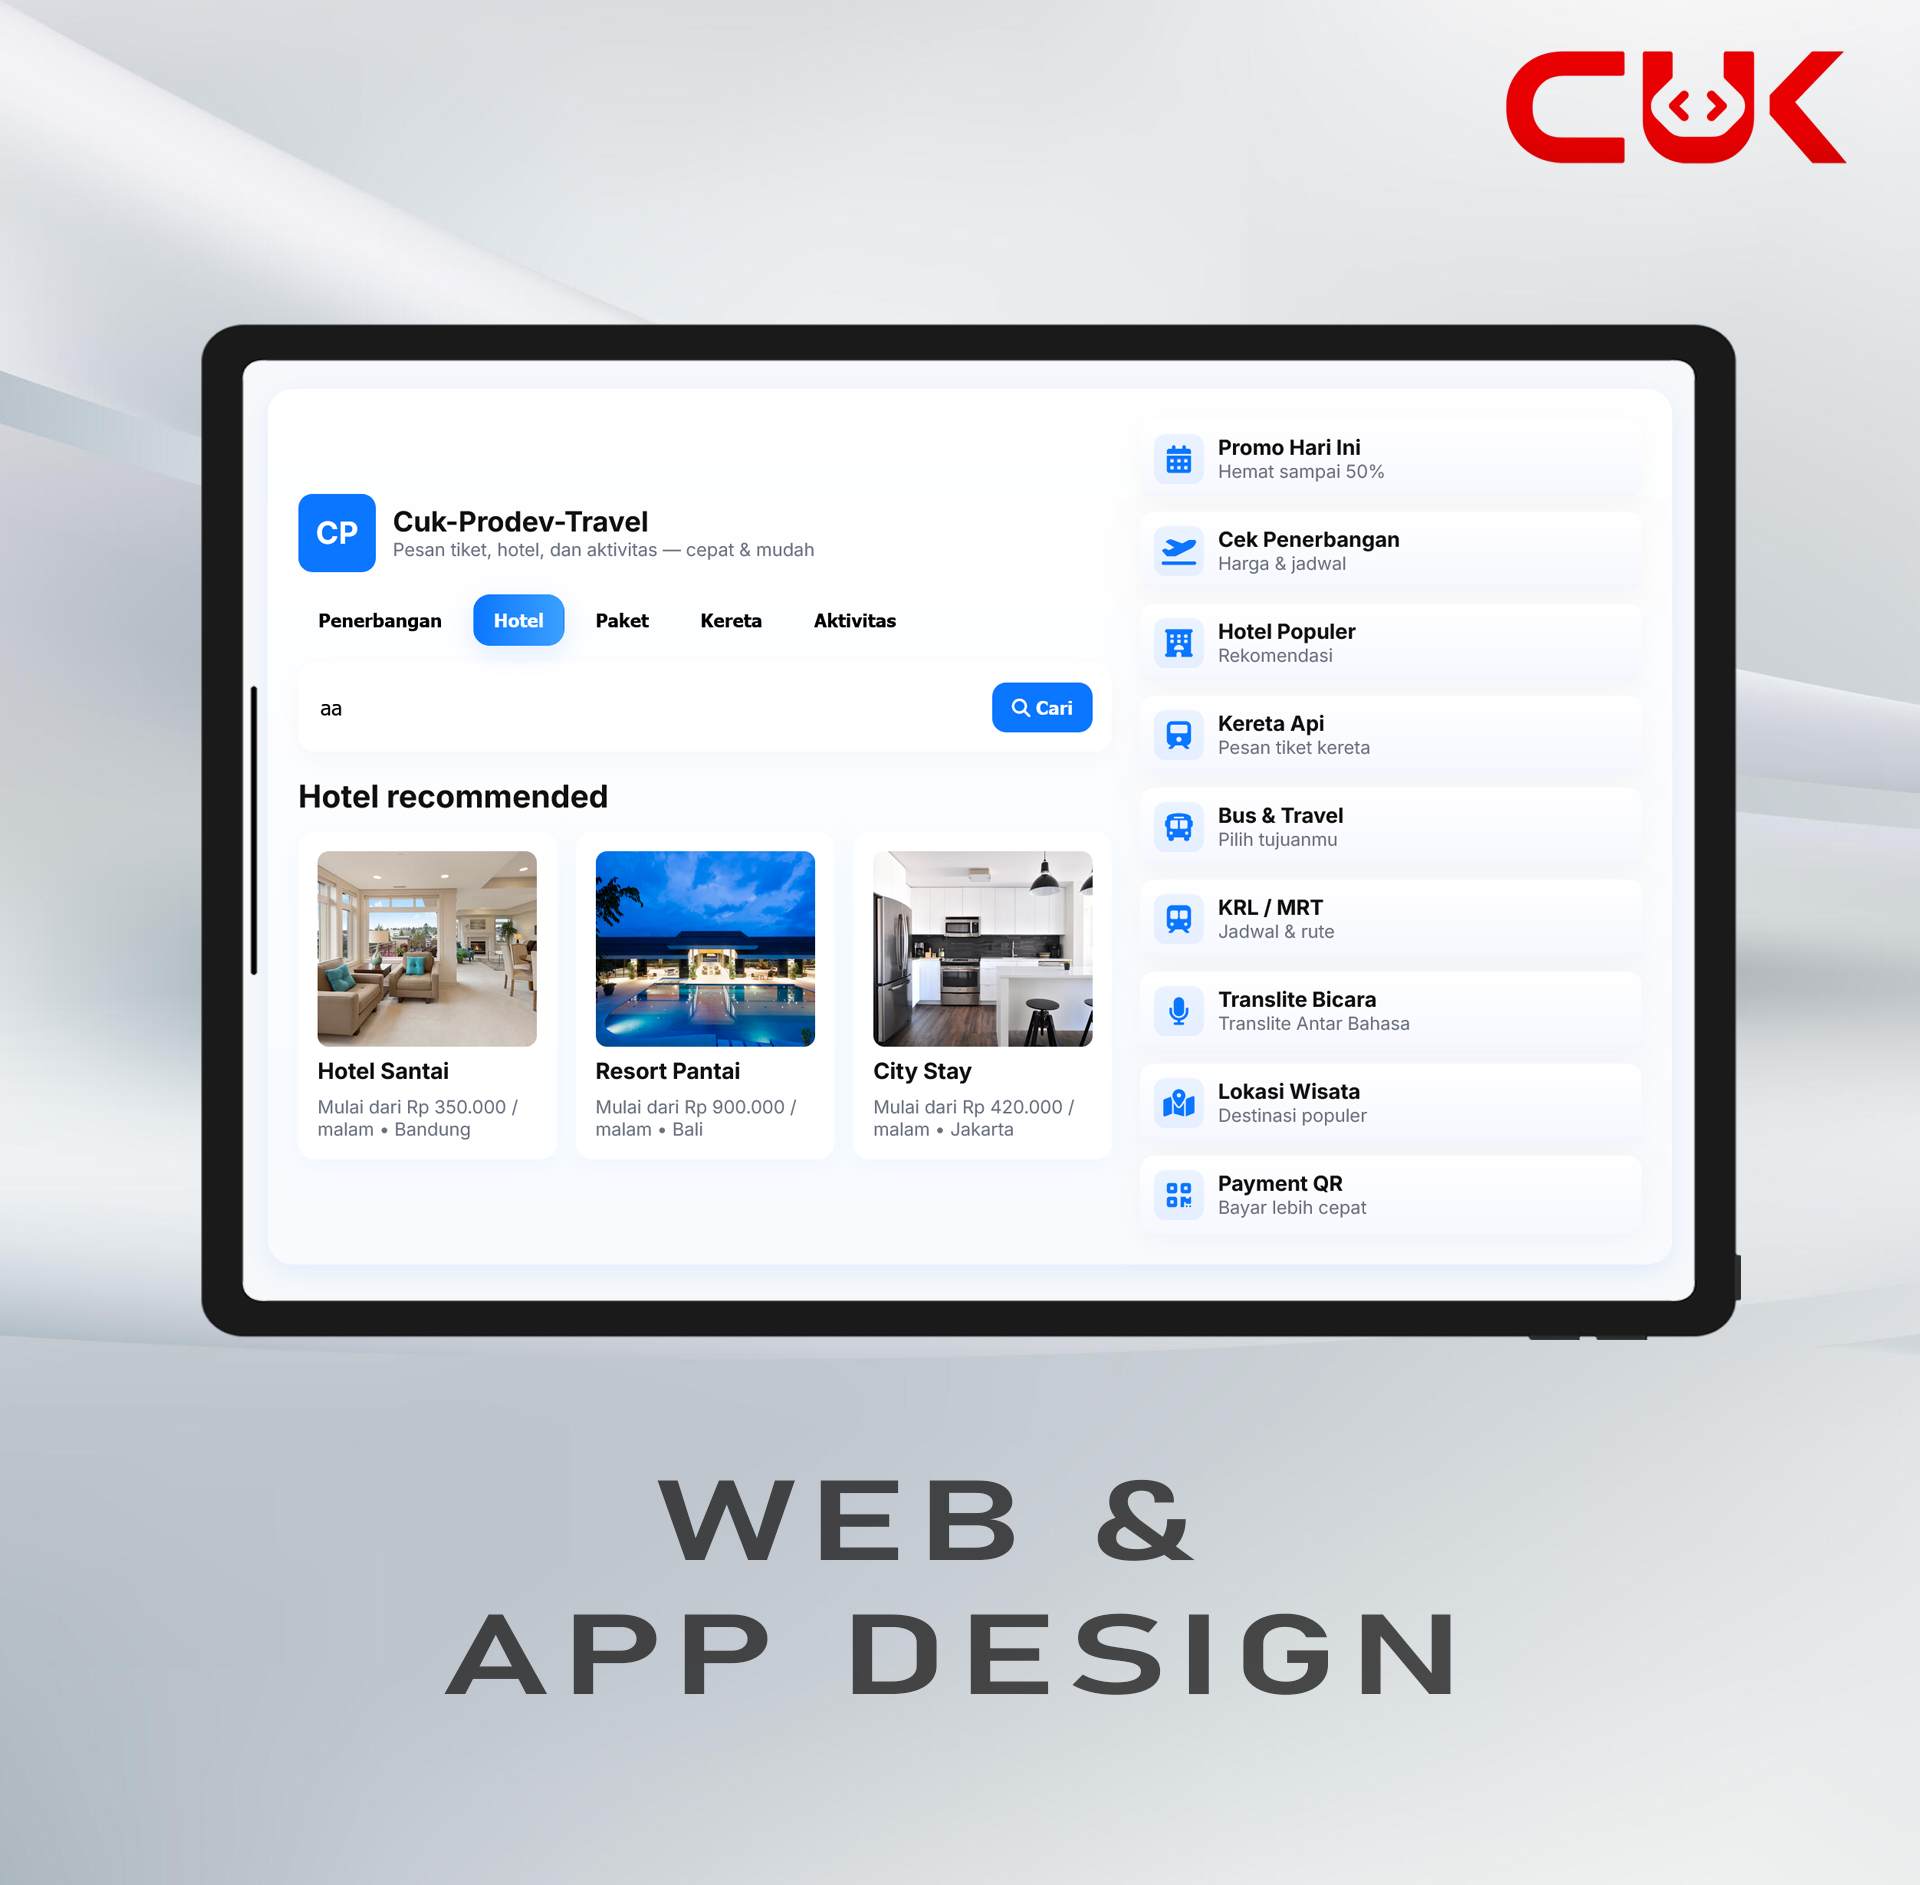 CUK
CP
Cuk-Prodev-Travel
Pesan tiket, hotel, dan aktivitas — cepat & mudah
Penerbangan
Hotel
Paket
Kereta
Aktivitas
aa
Cari
Hotel recommended
Hotel Santai
Mulai dari Rp 350.000 /
malam • Bandung
Resort Pantai
Mulai dari Rp 900.000 /
malam • Bali
City Stay
Mulai dari Rp 420.000 /
malam • Jakarta
Promo Hari Ini
Hemat sampai 50%
Cek Penerbangan
Harga & jadwal
Hotel Populer
Rekomendasi
Kereta Api
Pesan tiket kereta
Bus & Travel
Pilih tujuanmu
KRL / MRT
Jadwal & rute
Translite Bicara
Translite Antar Bahasa
Lokasi Wisata
Destinasi populer
Payment QR
Bayar lebih cepat
WEB &
APP DESIGN